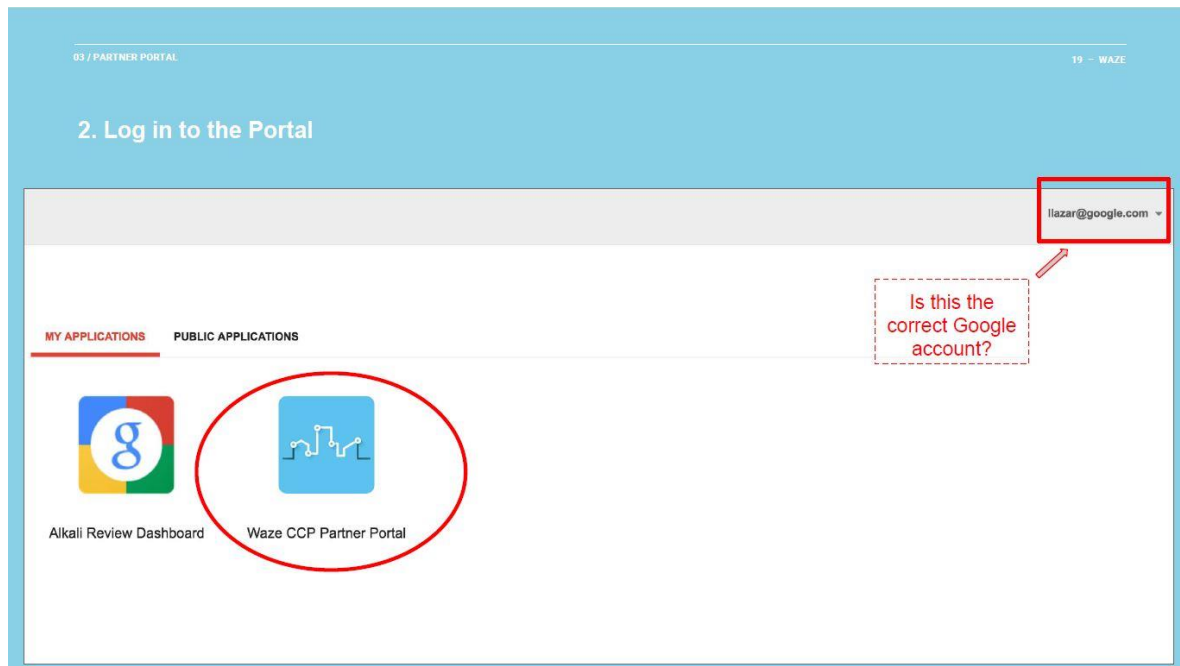 03 / PARTNER PORTAL
19 – WAZE
2. Log in to the Portal
llazar@google.com
Is this the
correct Google
account?
MY APPLICATIONS PUBLIC APPLICATIONS
g
Alkali Review Dashboard Waze CCP Partner Portal